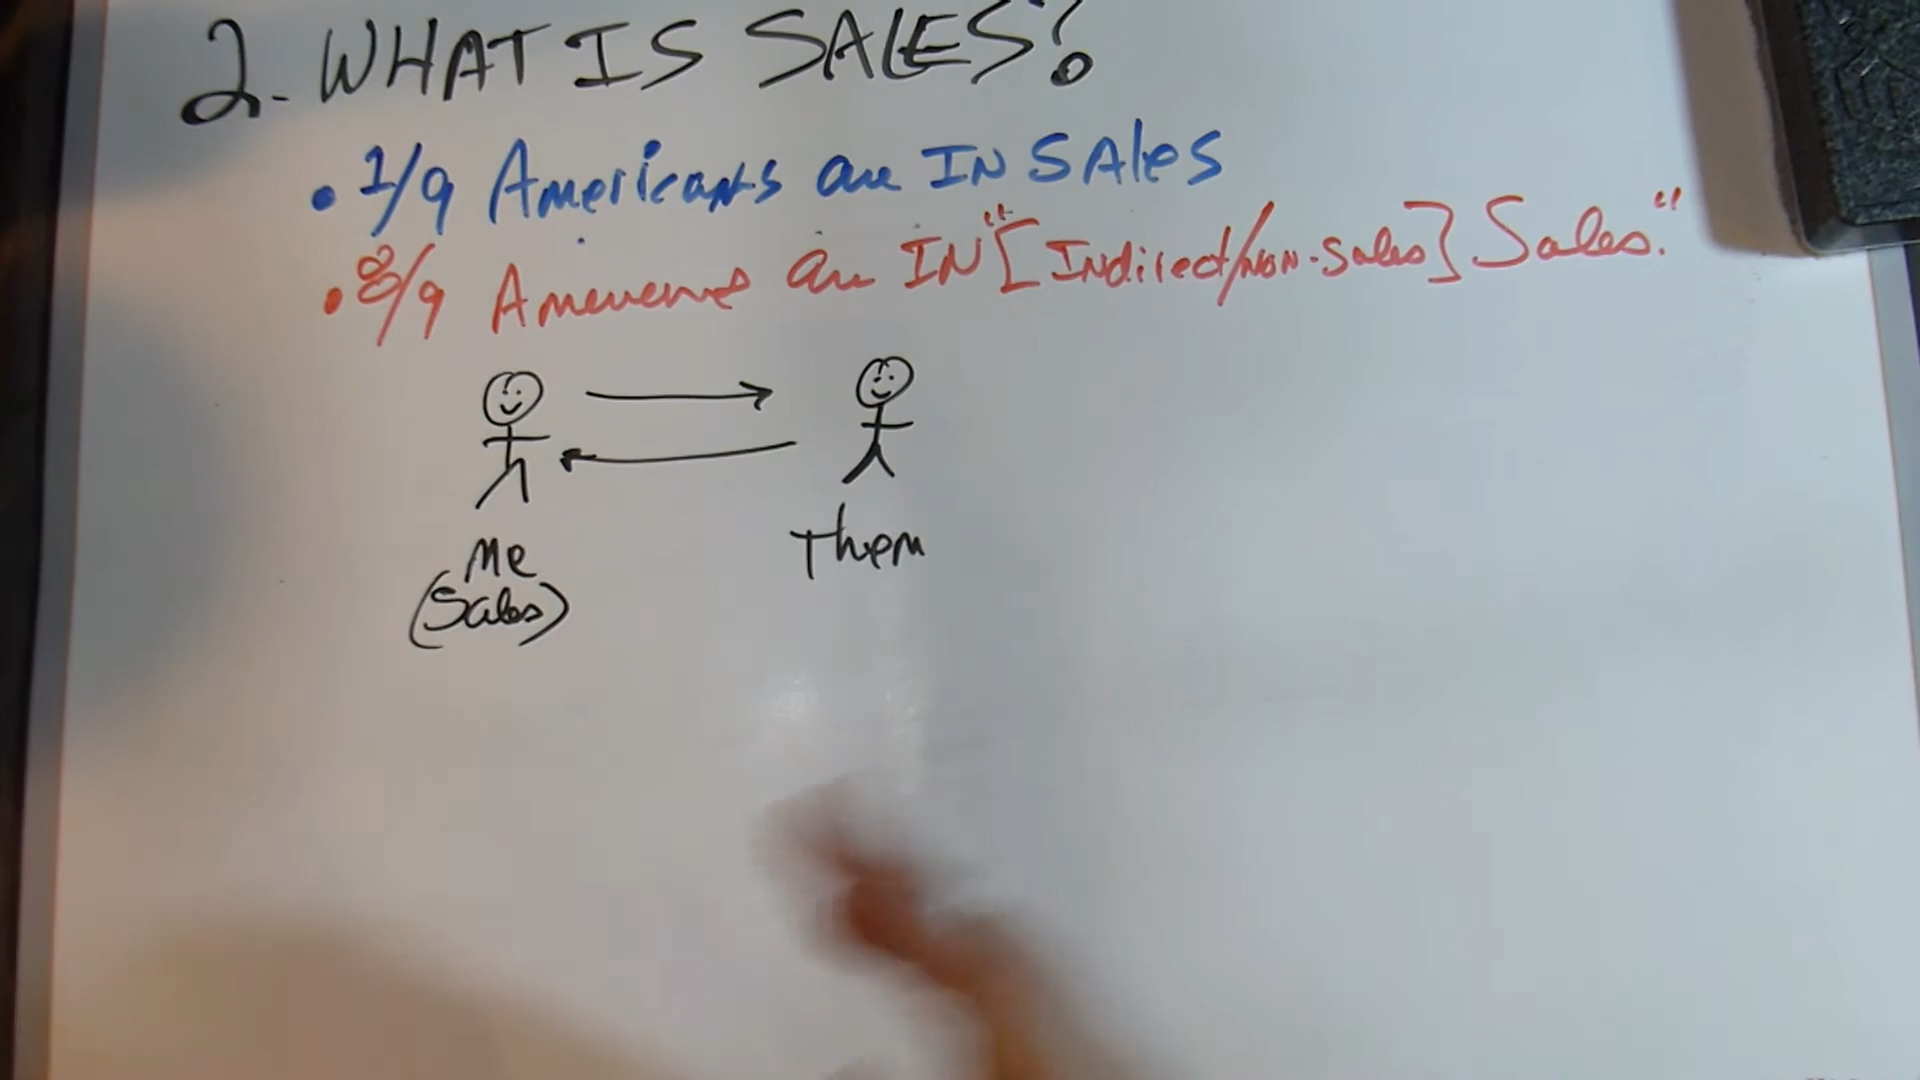 2. WHAT IS SALES?
• 1/9 Americans are IN SAles
• 8/9 Americans are IN "[Indirect/Non-Sales] Sales."
Me
Them
(Sales)